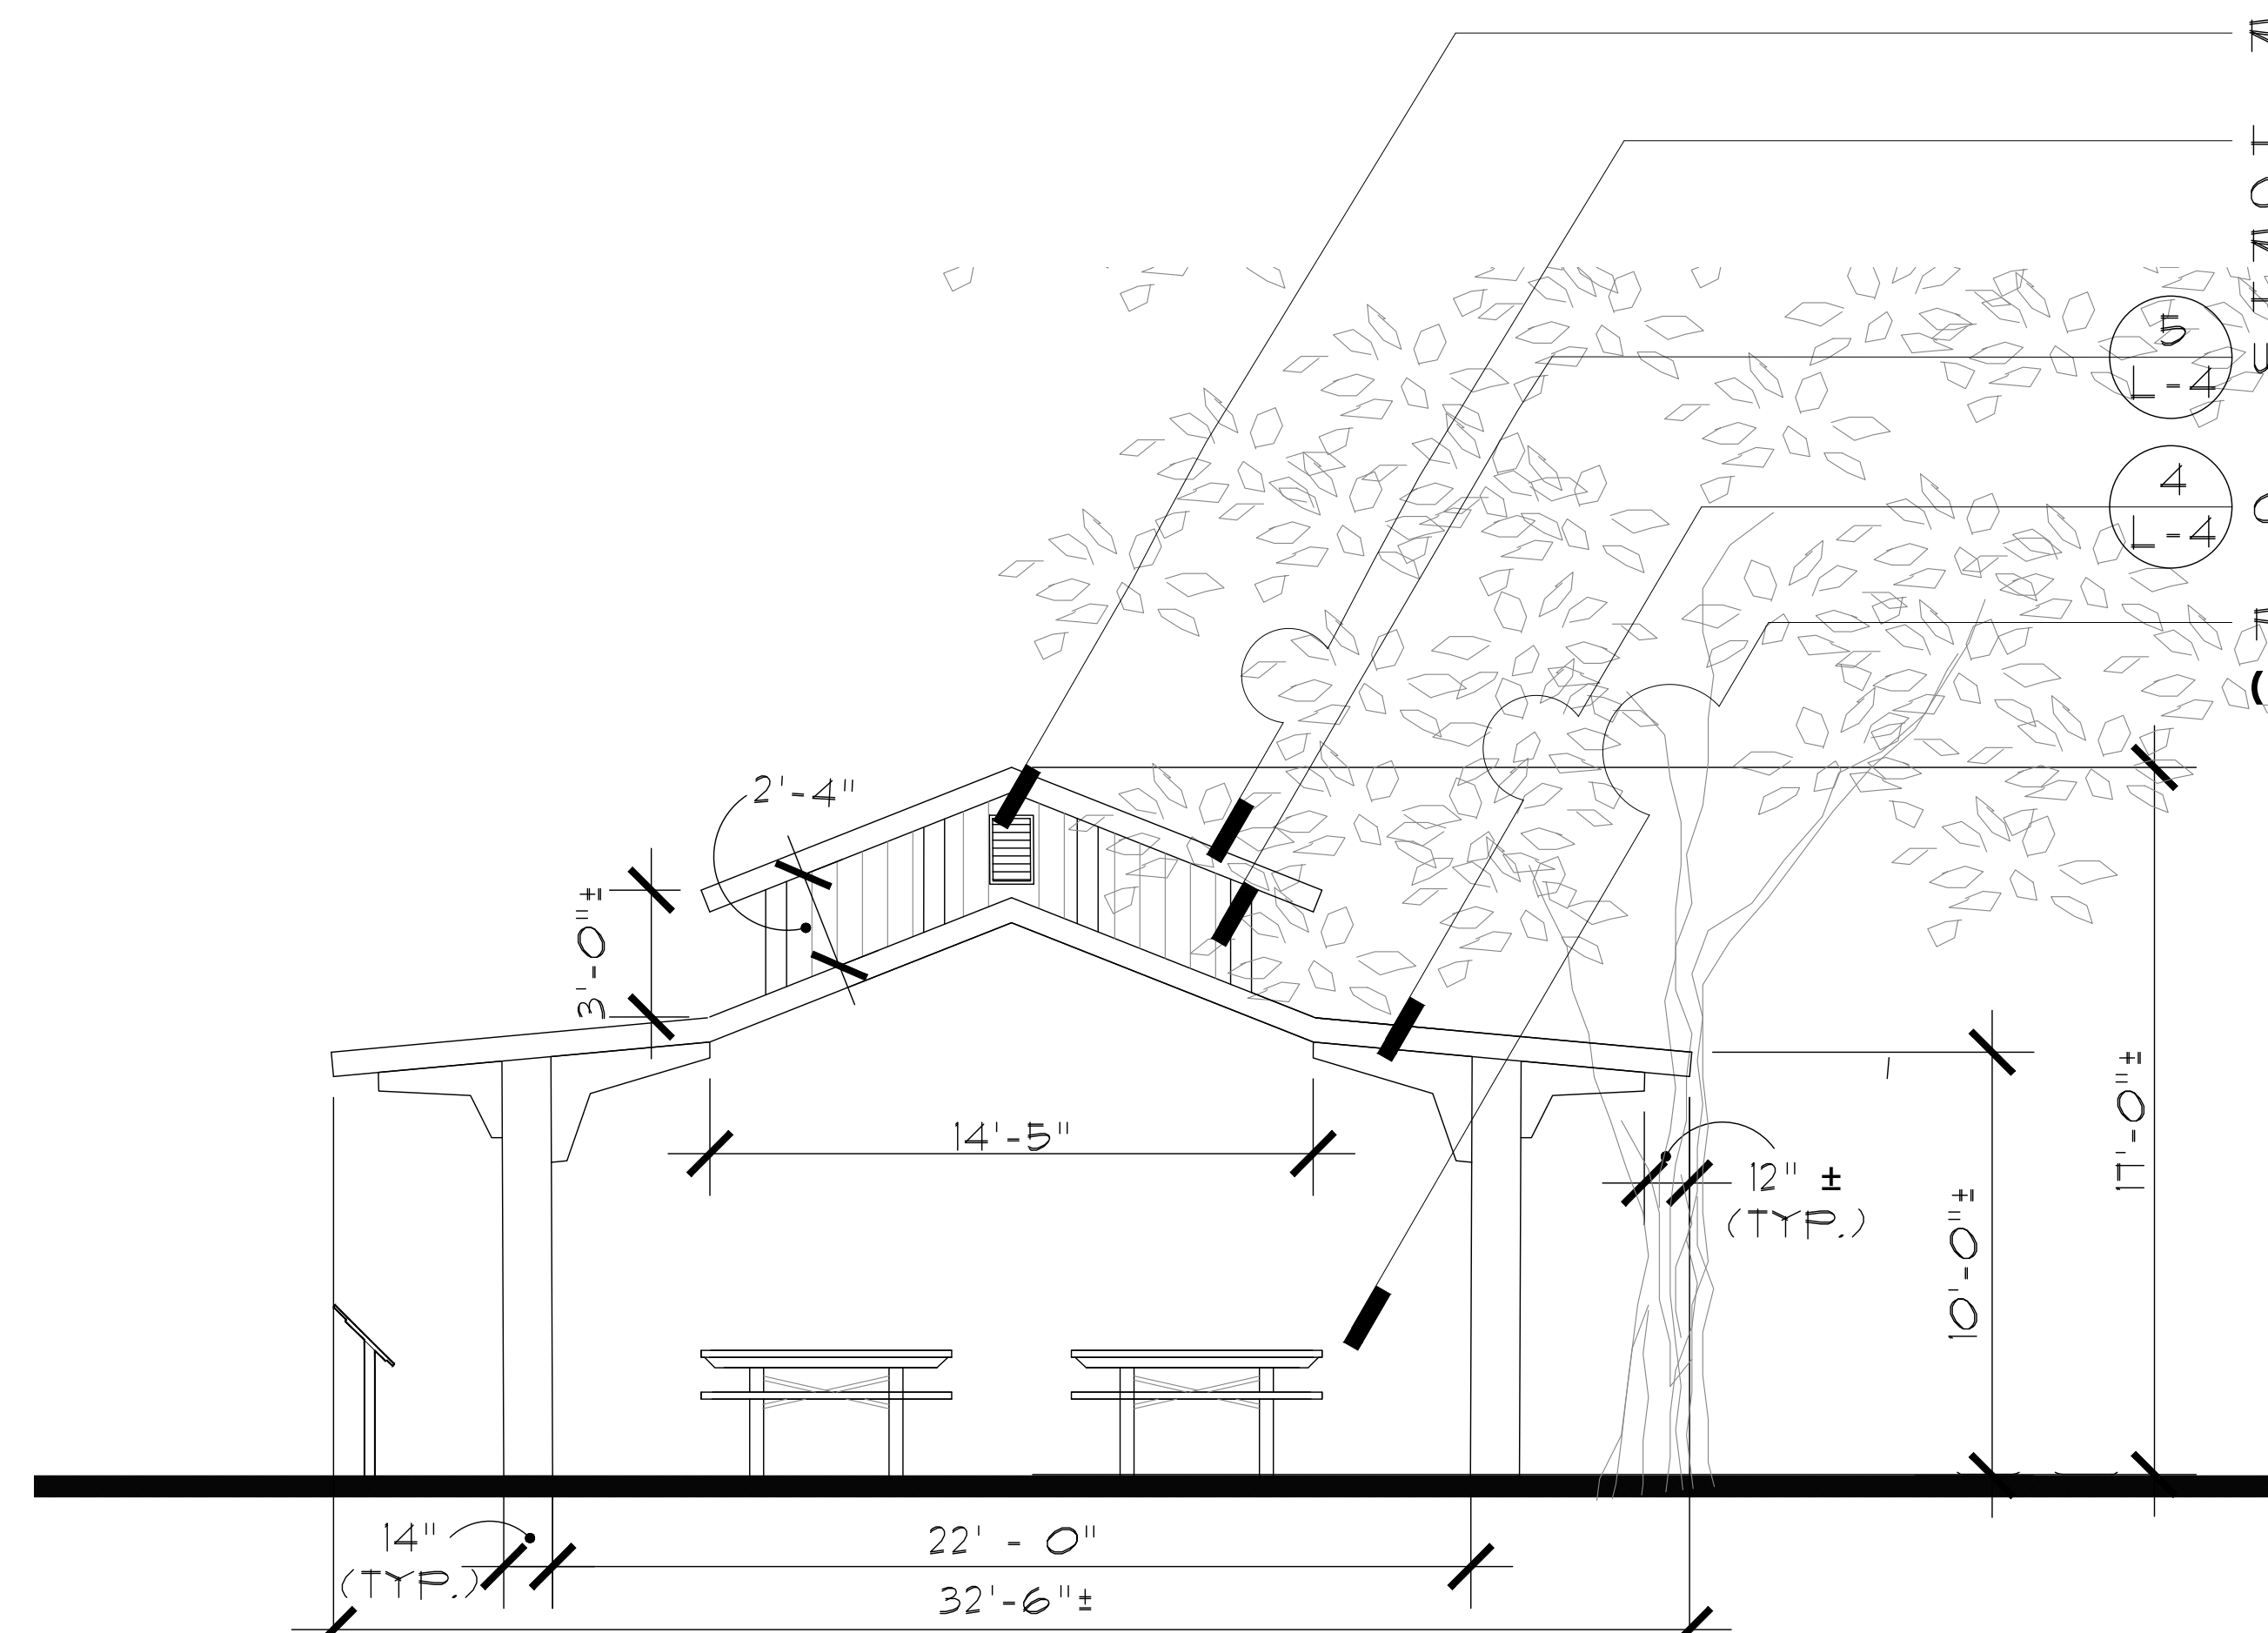 5
L-4
4
L-4
2'-4"
3'-0"±
14'-5"
12" ±
(TYP.)
10'-0"±
17'-0"±
14"
(TYP.)
22' - 0"
32'-6"±